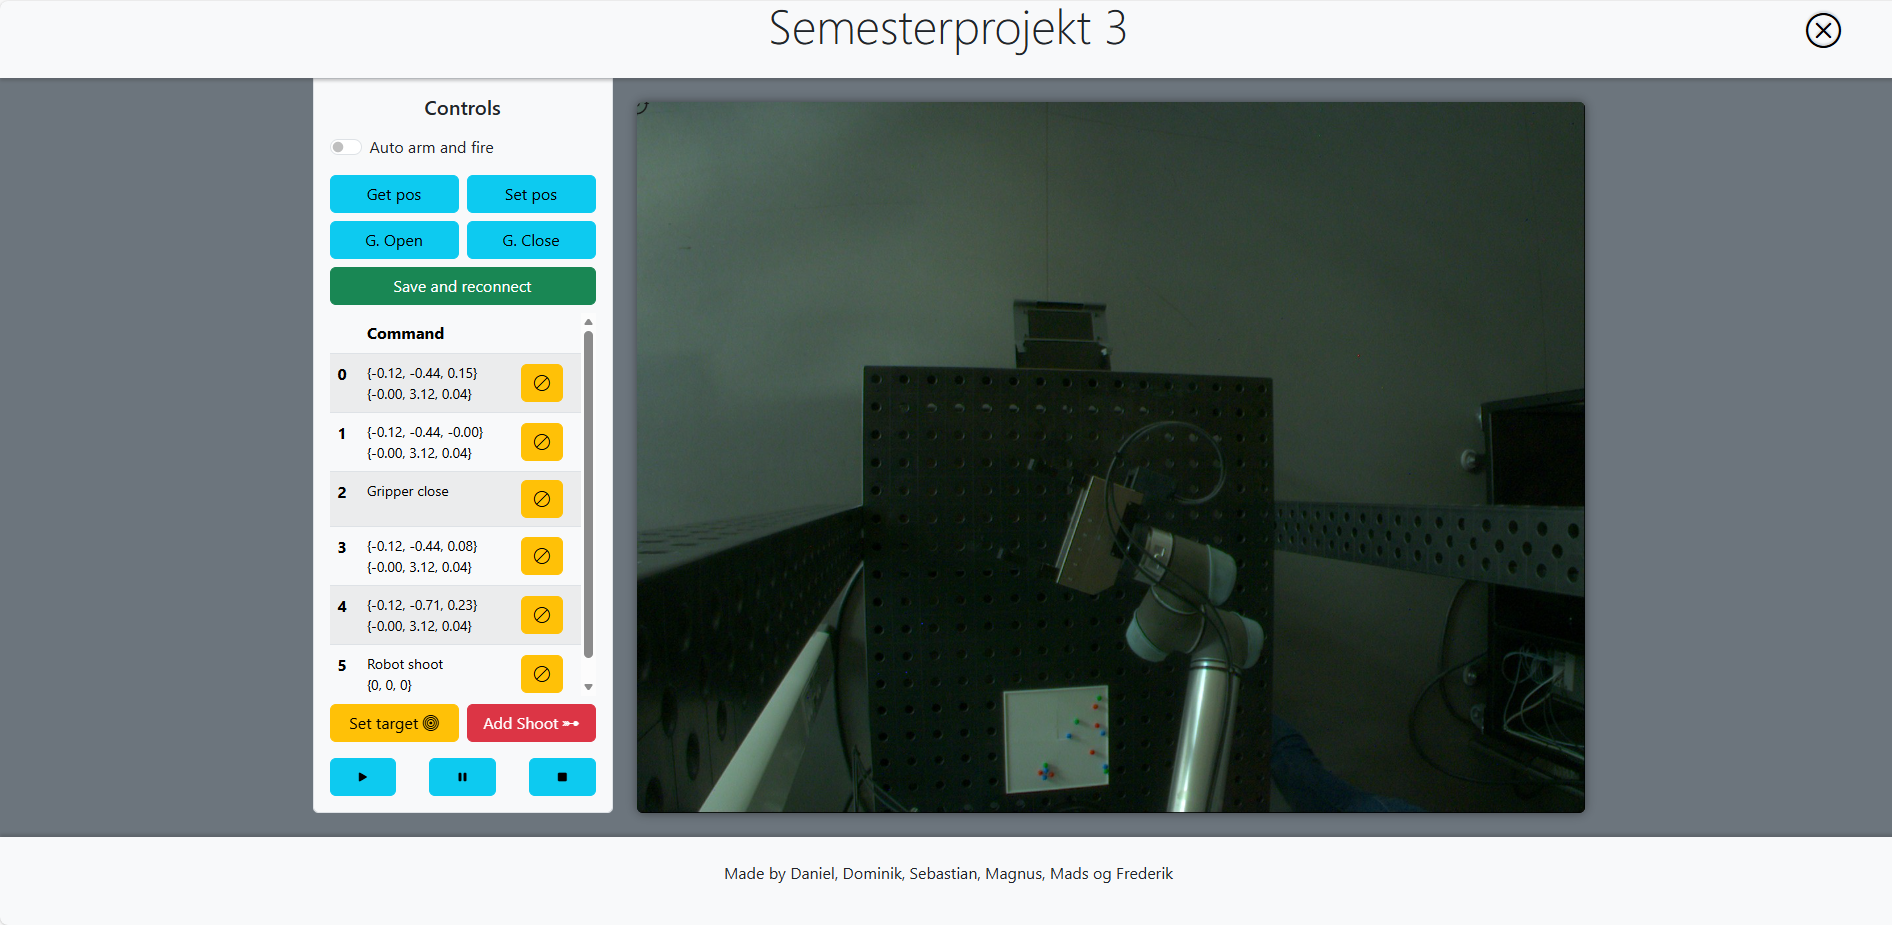 Semesterprojekt 3
Controls
Auto arm and fire
Get pos
Set pos
G. Open
G. Close
Save and reconnect
Command
0
{-0.12, -0.44, 0.15}
{-0.00, 3.12, 0.04}
1
{-0.12, -0.44, -0.00}
{-0.00, 3.12, 0.04}
2
Gripper close
3
{-0.12, -0.44, 0.08}
{-0.00, 3.12, 0.04}
4
{-0.12, -0.71, 0.23}
{-0.00, 3.12, 0.04}
5
Robot shoot
{0, 0, 0}
Set target
Add Shoot
Made by Daniel, Dominik, Sebastian, Magnus, Mads og Frederik